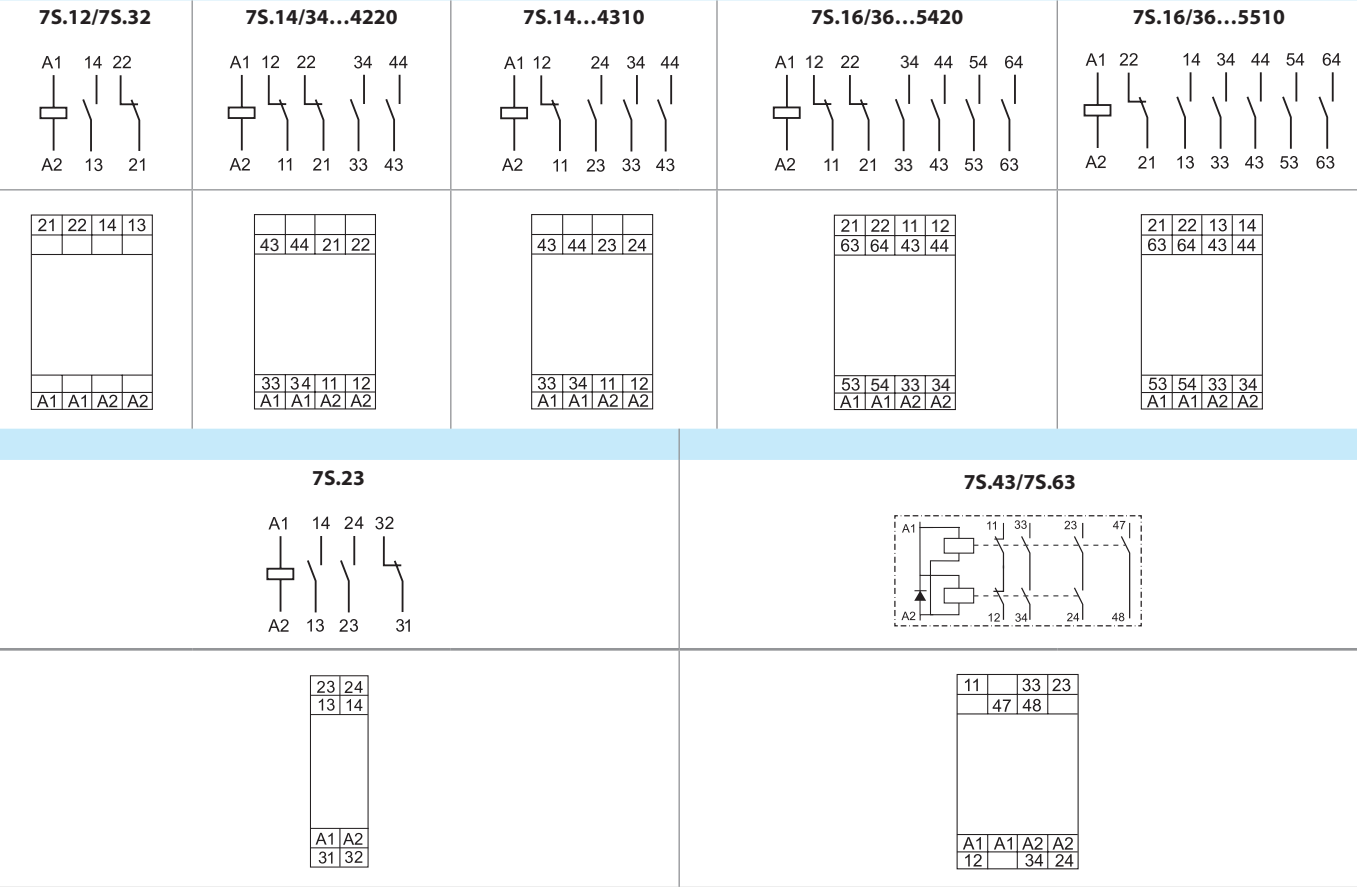 7S.12/7S.32 7S.14/34...4220 7S.14...4310 7S.16/36...5420 7S.16/36...5510
A1 14 22 A1 12 22 34 44 A1 12 24 34 44 A1 12 22 34 44 54 64 A1 22 14 34 44 54 64
A2 13 21 A2 11 21 33 43 A2 11 23 33 43 A2 11 21 33 43 53 63 A2 21 13 33 43 53 63
21 22 14 13 21 22 11 12 21 22 13 14
43 44 21 22 43 44 23 24 63 64 43 44 63 64 43 44
33 34 11 12 33 34 11 12 53 54 33 34 53 54 33 34
A1 A1 A2 A2 A1 A1 A2 A2 A1 A1 A2 A2 A1 A1 A2 A2 A1 A1 A2 A2
7S.23 7S.43/7S.63
A1 14 24 32 A1 11 33 23 47
A2 13 23 31 A2 12 34 24 48
23 24 11 33 23
13 14 47 48
A1 A2 A1 A1 A2 A2
31 32 12 34 24